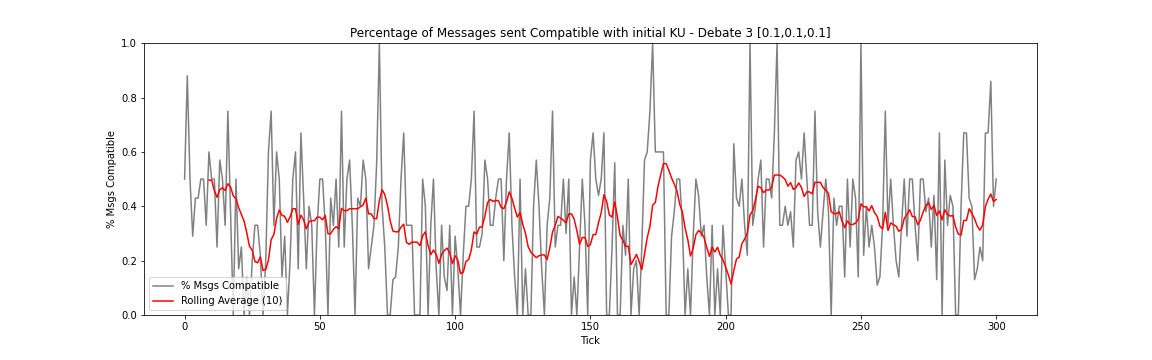 Percentage of Messages sent Compatible with initial KU - Debate 3 [0.1,0.1,0.1]
1.0
0.8
0.6
0.4
0.2
0.0
% Msgs Compatible
% Msgs Compatible
Rolling Average (10)
0 50 100 150 200 250 300
Tick